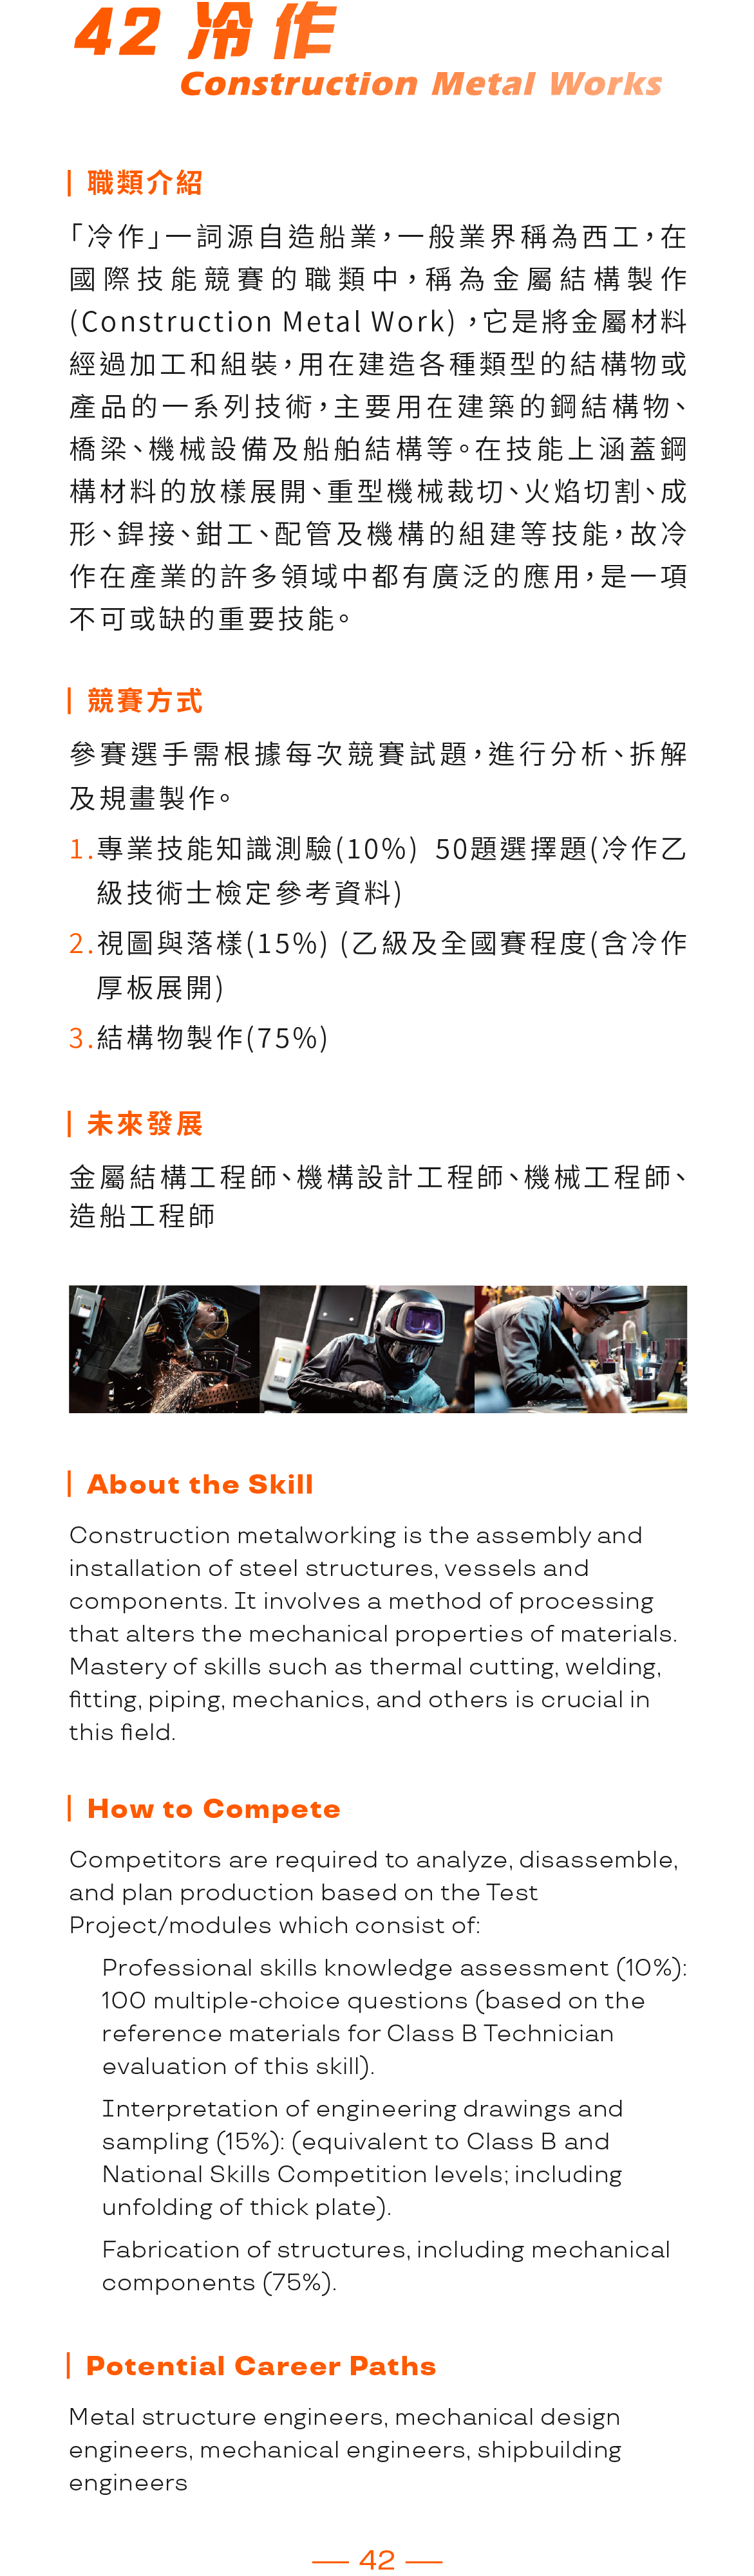 42 冷作
Construction Metal Works
職類介紹
「冷作」一詞源自造船業，一般業界稱為西工，在
國際技能競賽的職類中，稱為金屬結構製作
(Construction Metal Work)，它是將金屬材料
經過加工和組裝，用在建造各種類型的結構物或
產品的一系列技術，主要用在建築的鋼結構物、
橋梁、機械設備及船舶結構等。在技能上涵蓋鋼
構材料的放樣展開、重型機械裁切、火焰切割、成
形、銲接、鉗工、配管及機構的組建等技能，故冷
作在產業的許多領域中都有廣泛的應用，是一項
不可或缺的重要技能。
競賽方式
參賽選手需根據每次競賽試題，進行分析、拆解
及規畫製作。
1.專業技能知識測驗(10%) 50題選擇題(冷作乙
級技術士檢定參考資料)
2.視圖與落樣(15%) (乙級及全國賽程度(含冷作
厚板展開)
3.結構物製作(75%)
未來發展
金屬結構工程師、機構設計工程師、機械工程師、
造船工程師
About the Skill
Construction metalworking is the assembly and
installation of steel structures, vessels and
components. It involves a method of processing
that alters the mechanical properties of materials.
Mastery of skills such as thermal cutting, welding,
fitting, piping, mechanics, and others is crucial in
this field.
How to Compete
Competitors are required to analyze, disassemble,
and plan production based on the Test
Project/modules which consist of:
Professional skills knowledge assessment (10%):
100 multiple-choice questions (based on the
reference materials for Class B Technician
evaluation of this skill).
Interpretation of engineering drawings and
sampling (15%): (equivalent to Class B and
National Skills Competition levels; including
unfolding of thick plate).
Fabrication of structures, including mechanical
components (75%).
Potential Career Paths
Metal structure engineers, mechanical design
engineers, mechanical engineers, shipbuilding
engineers
— 42 —